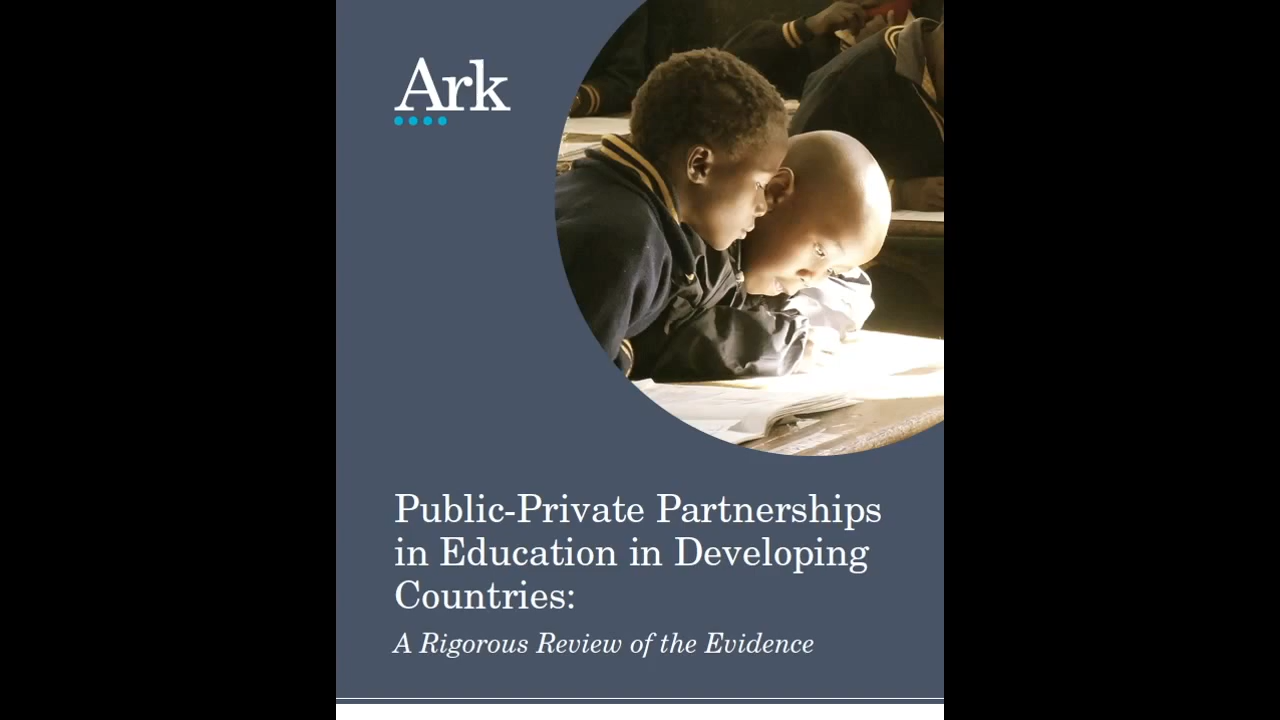 Ark
Public-Private Partnerships
in Education in Developing
Countries:
A Rigorous Review of the Evidence